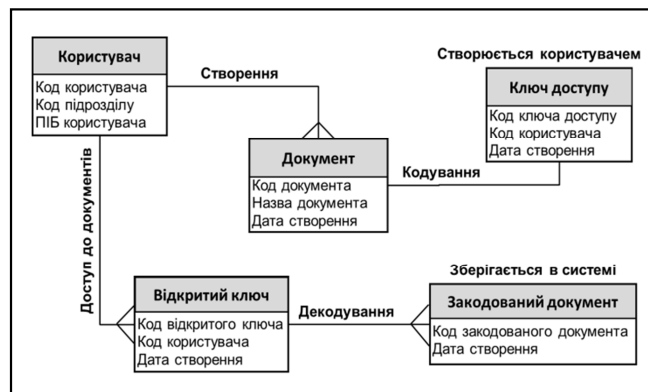 Користувач
Код користувача
Код підрозділу
ПІБ користувача
Створення
Створюється користувачем
Ключ доступу
Код ключа доступу
Код користувача
Дата створення
Документ
Код документа
Назва документа
Дата створення
Кодування
Доступ до документів
Відкритий ключ
Код відкритого ключа
Код користувача
Дата створення
Декодування
Зберігається в системі
Закодований документ
Код закодованого документа
Дата створення